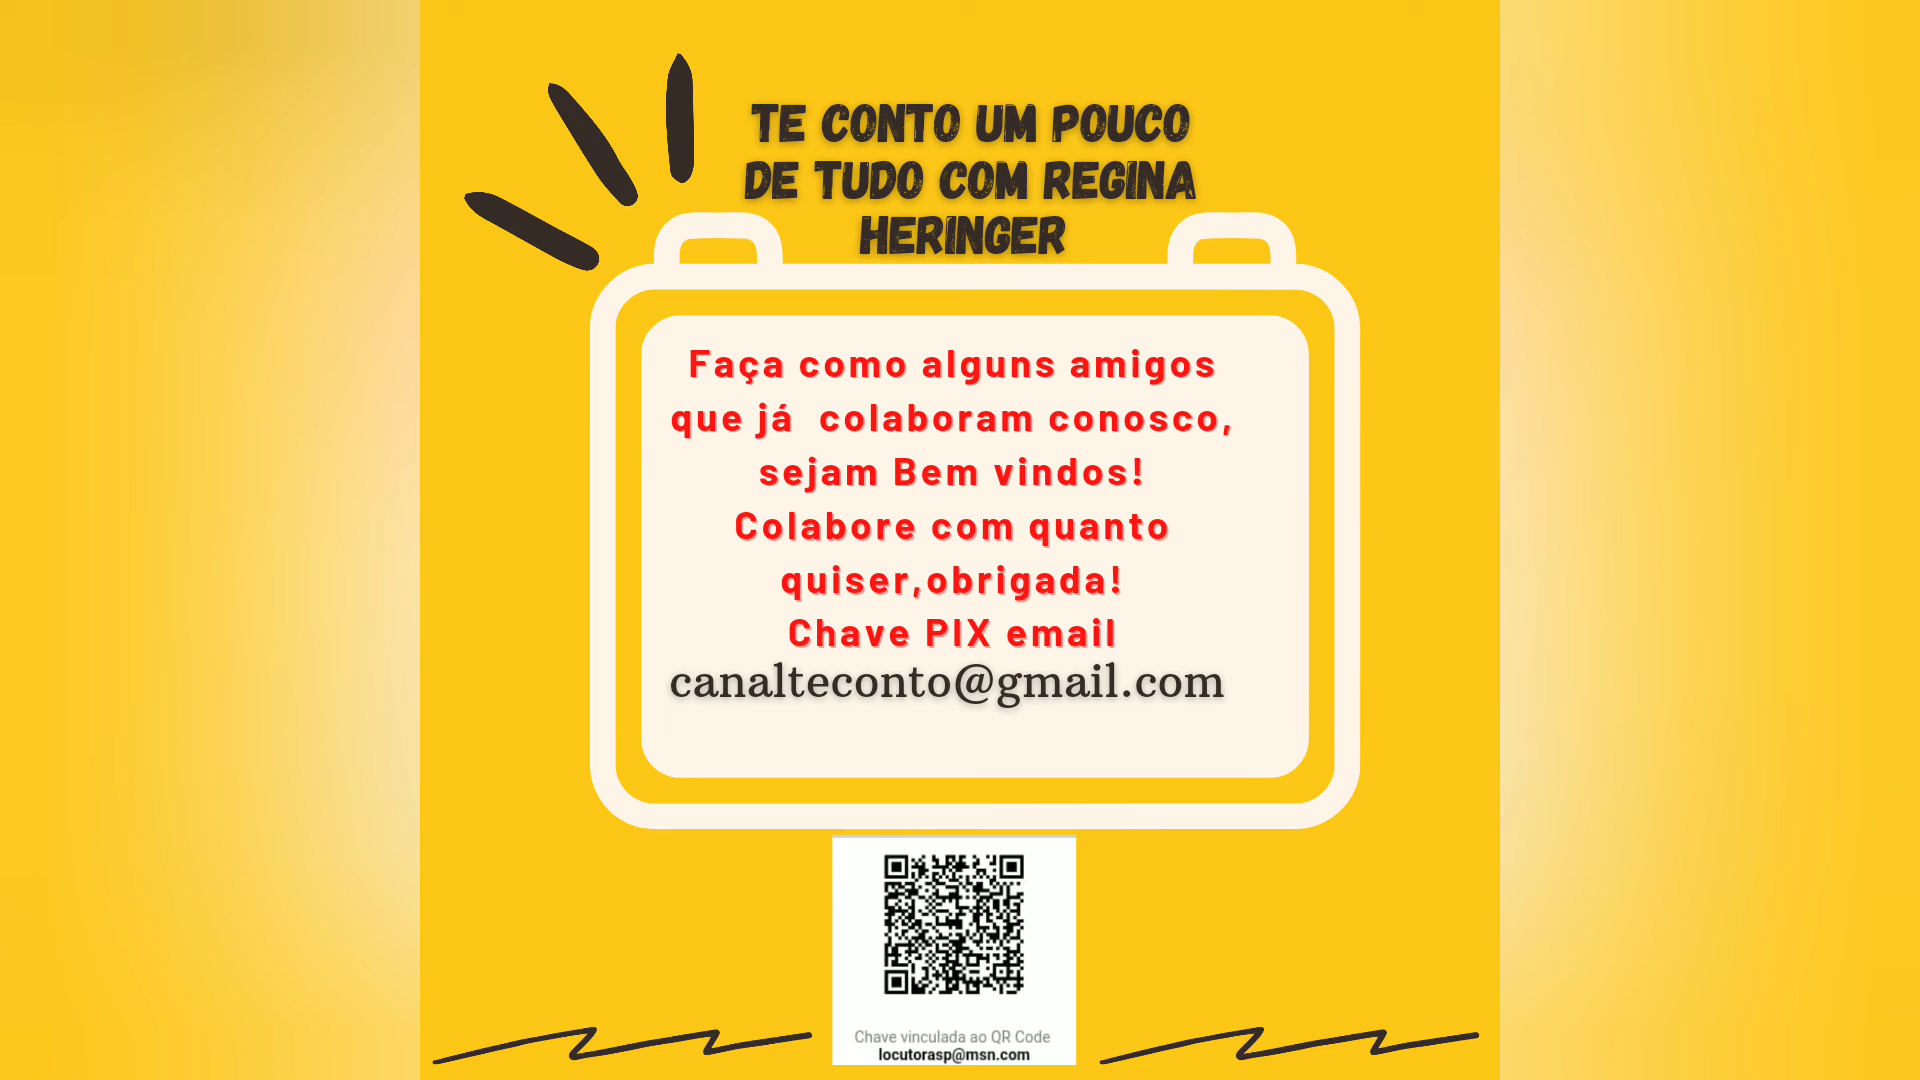 TE CONTO UM POUCO
DE TUDO COM REGINA
HERINGER
Faça como alguns amigos
que já colaboram conosco,
sejam Bem vindos!
Colabore com quanto
quiser,obrigada!
Chave PIX email
canalteconto@gmail.com
Chave vinculada ao QR Code
locutorasp@msn.com